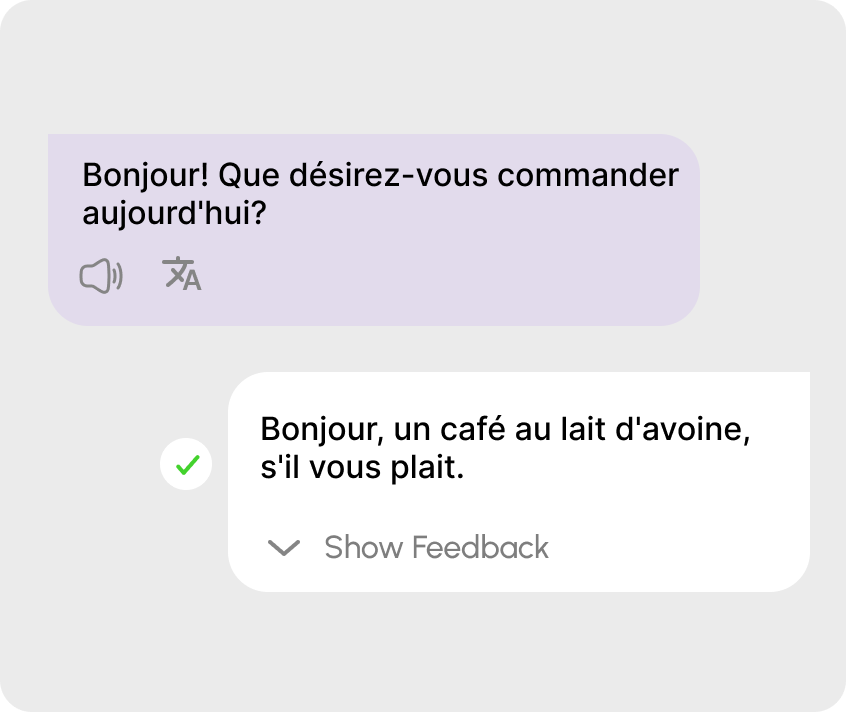 Bonjour! Que désirez-vous commander
aujourd'hui?
Bonjour, un café au lait d'avoine,
s'il vous plait.
Show Feedback